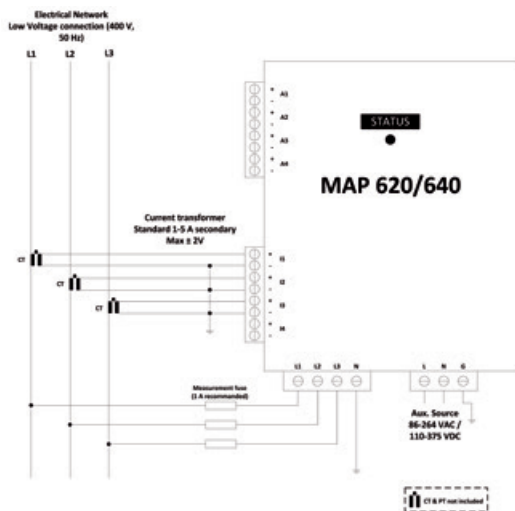 Electrical Network
Low Voltage connection (400 V,
50 Hz)
L1 L2 L3
+ A1
-
+ A2
-
+ A3
-
+ A4
-
STATUS
MAP 620/640
Current transformer
Standard 1-5 A secondary
Max ± 2V
CT
CT
CT
+ I1
-
+ I2
-
+ I3
-
+ I4
-
L1 L2 L3 N
L N G
Measurement fuse
(1 A recommanded)
Aux. Source
86-264 VAC /
110-375 VDC
CT & PT not included